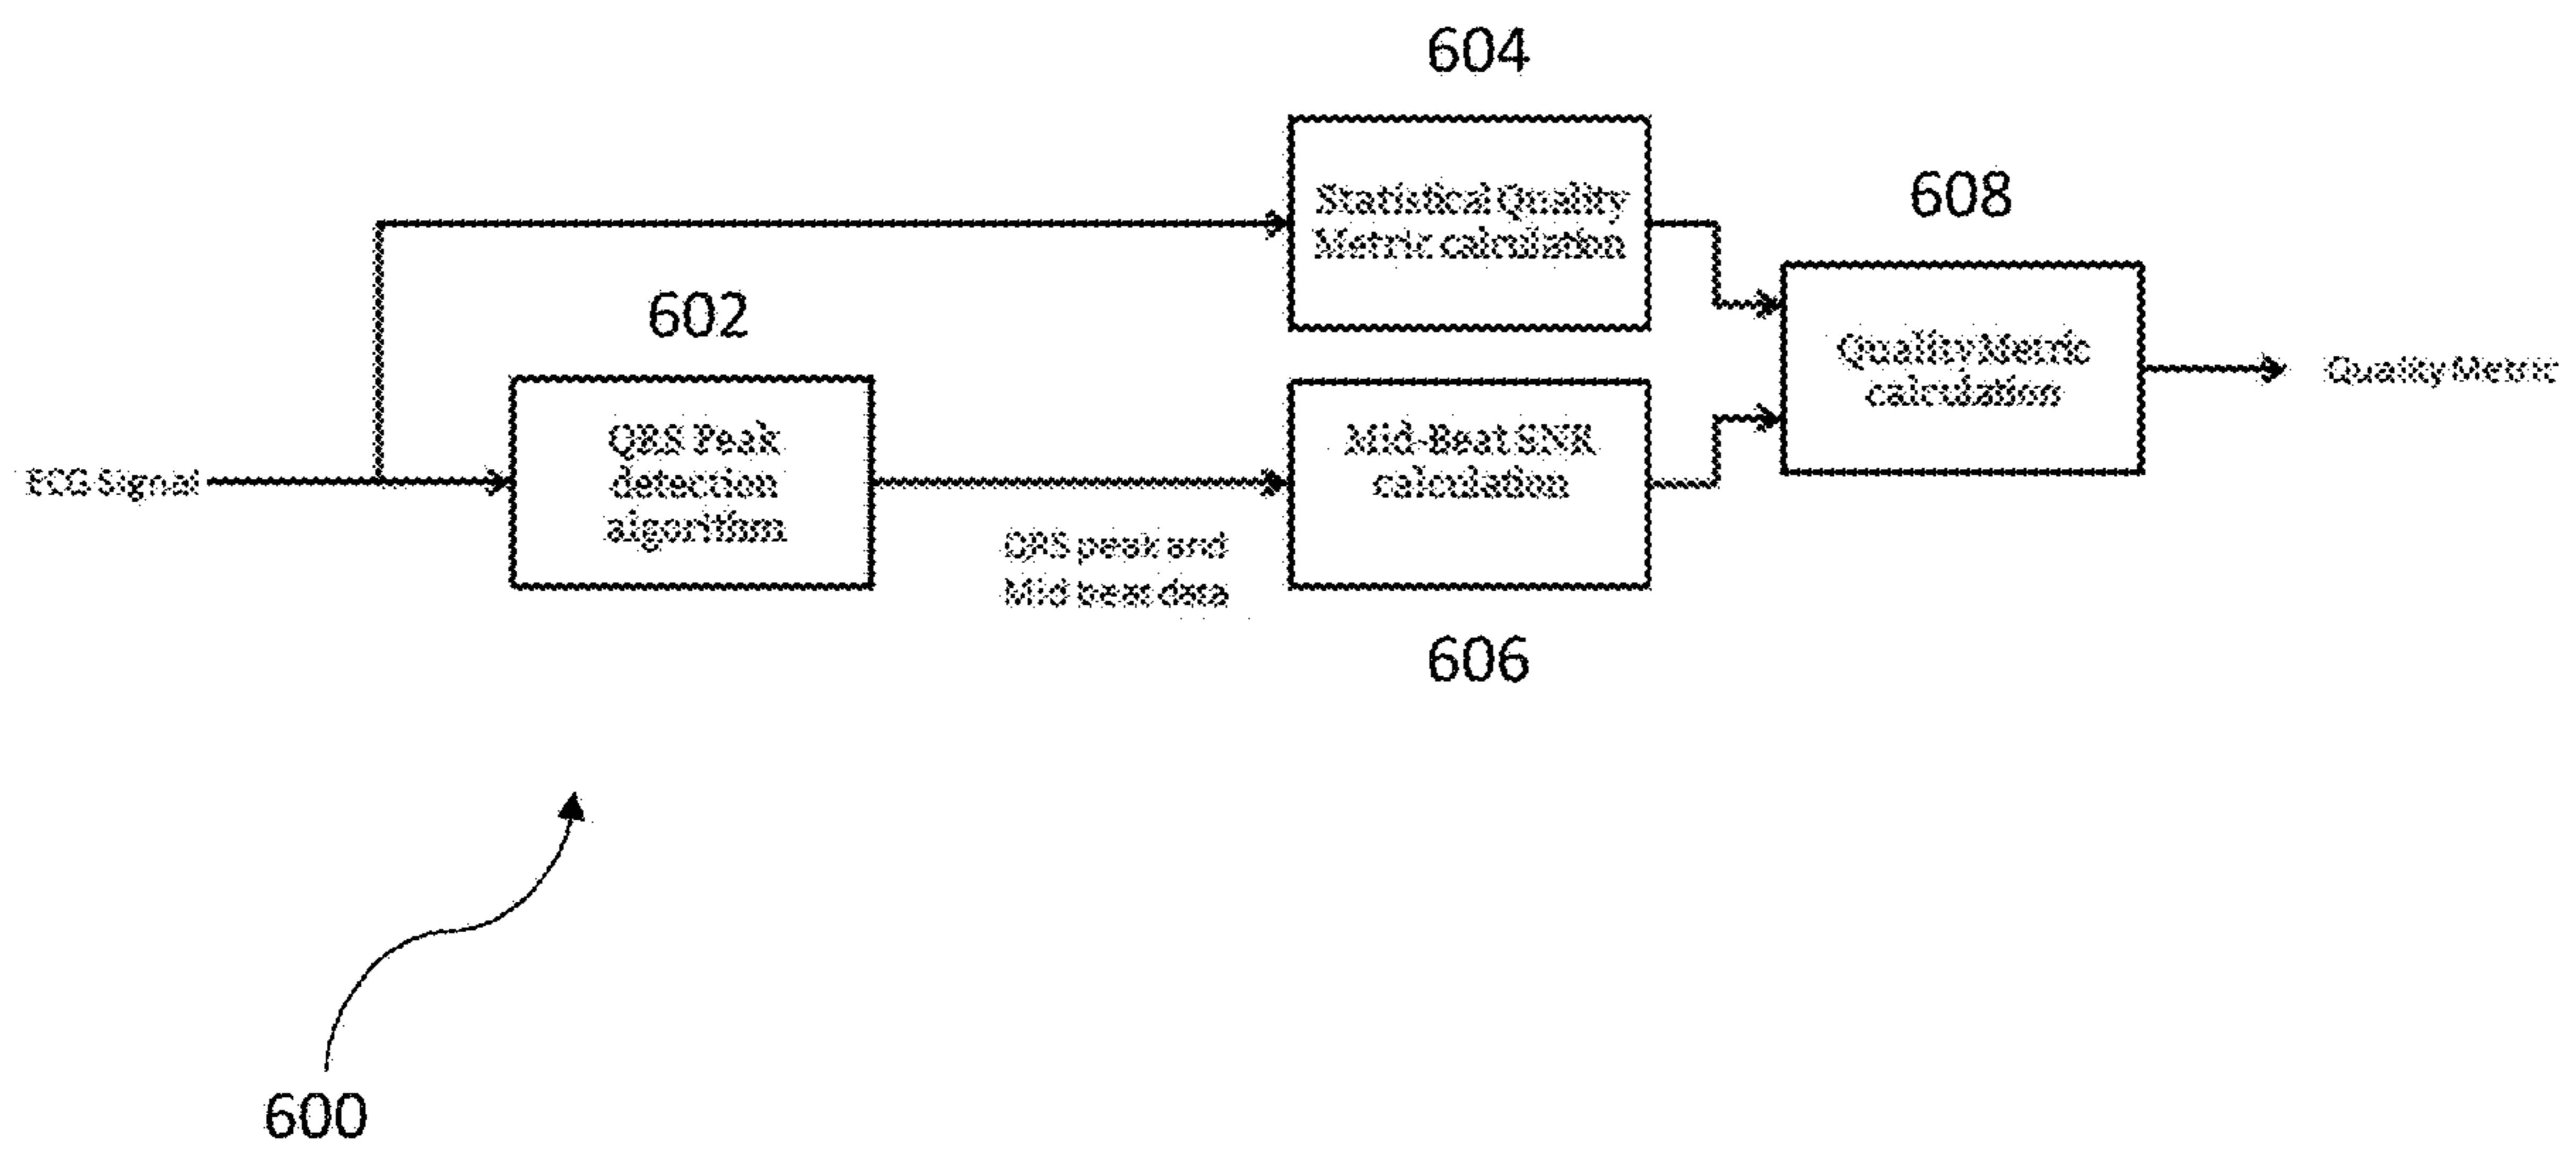 604
Statistical Quality
Metric calculation
608
602
Quality Metric
calculation
Quality Metric
QRS Peak
detection
algorithm
Mid-Beat SNR
calculation
ECG Signal
QRS peak and
Mid beat data
606
600